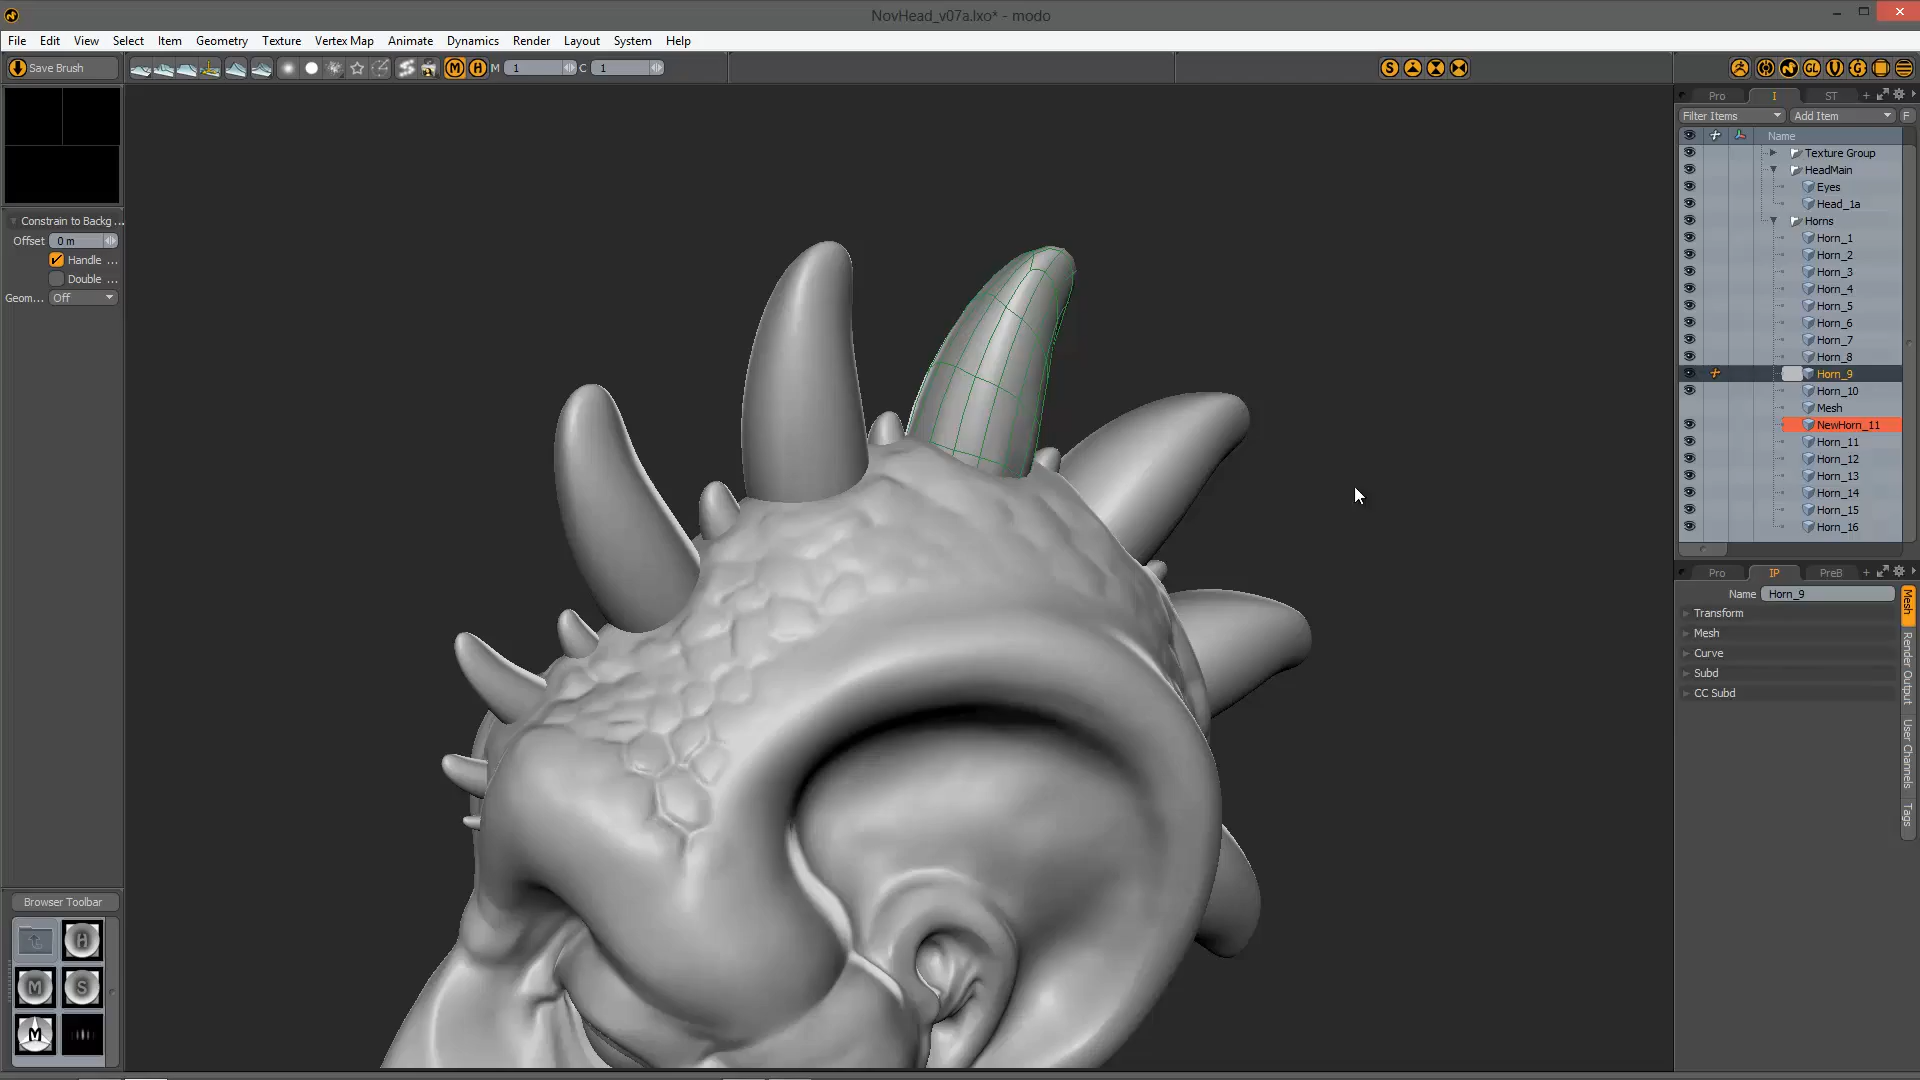 NovHead_v07a.lxo* - modo
File Edit View Select Item Geometry Texture Vertex Map Animate Dynamics Render Layout System Help
Save Brush
M H M 1 C 1
S
GL
Pro I ST +
Filter Items Add Item F
Name
Texture Group
HeadMain
Eyes
Head_1a
Horns
Horn_1
Horn_2
Horn_3
Horn_4
Horn_5
Horn_6
Horn_7
Horn_8
Horn_9
Horn_10
Mesh
NewHorn_11
Horn_11
Horn_12
Horn_13
Horn_14
Horn_15
Horn_16
Constrain to Backg ...
Offset 0 m
Handle ...
Double ...
Geom... Off
Pro IP PreB +
Name Horn_9
Transform
Mesh
Curve
Subd
CC Subd
Mesh
Render Output
User Channels
Tags
Browser Toolbar
H
M S
M